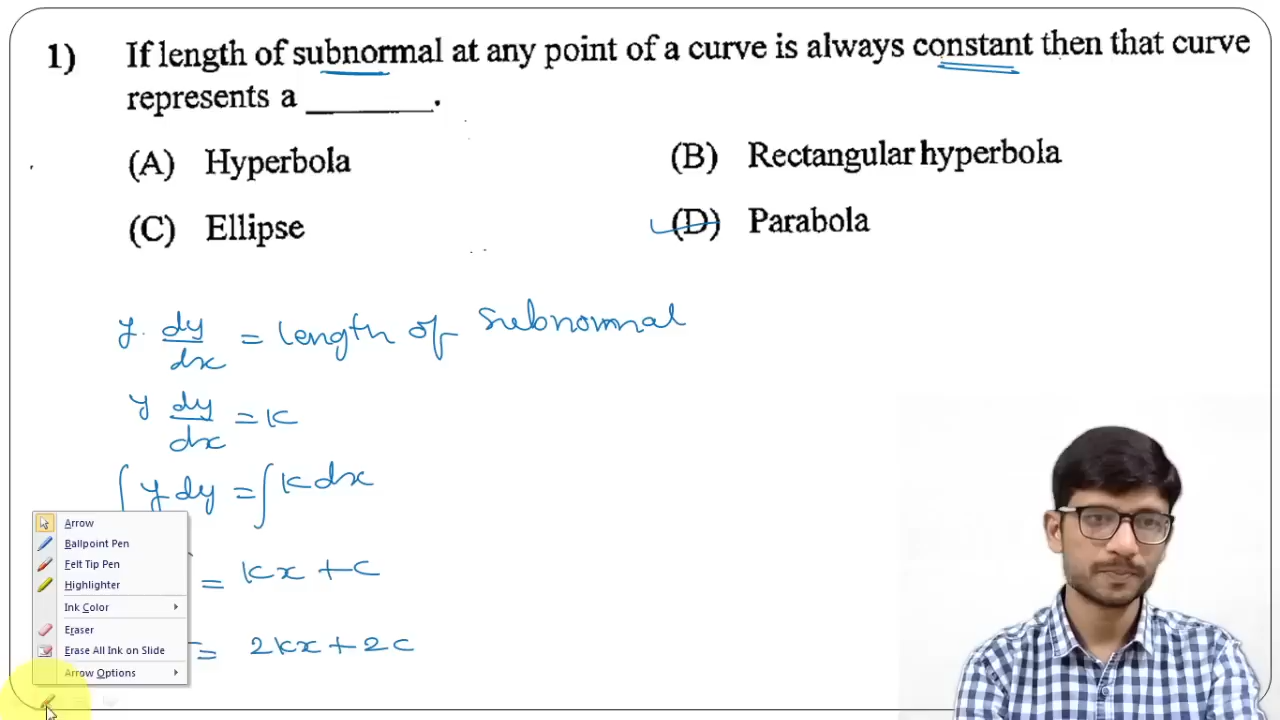 1) If length of subnormal at any point of a curve is always constant then that curve
represents a ________.
(A) Hyperbola
(B) Rectangular hyperbola
(C) Ellipse
(D) Parabola
y. dy/dx = length of subnormal
y dy/dx = k
∫ y dy = ∫ k dx
= kx + c
= 2kx + 2c
Arrow
Ballpoint Pen
Felt Tip Pen
Highlighter
Ink Color
Eraser
Erase All Ink on Slide
Arrow Options